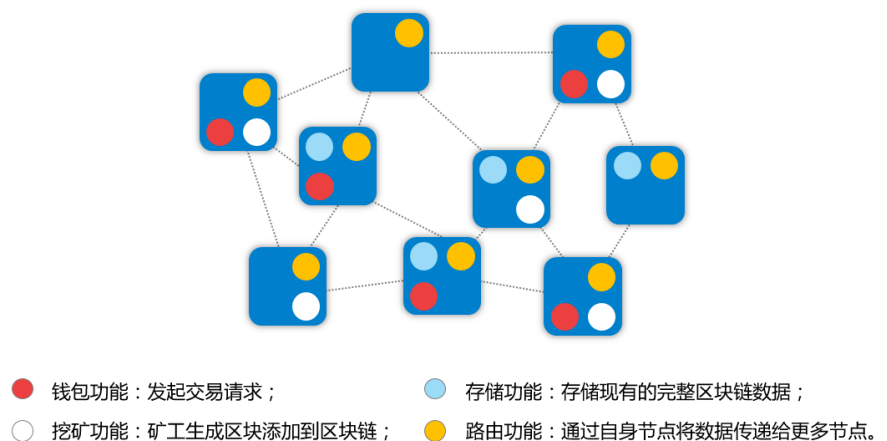 钱包功能：发起交易请求；
存储功能：存储现有的完整区块链数据；
挖矿功能：矿工生成区块添加到区块链；
路由功能：通过自身节点将数据传递给更多节点。